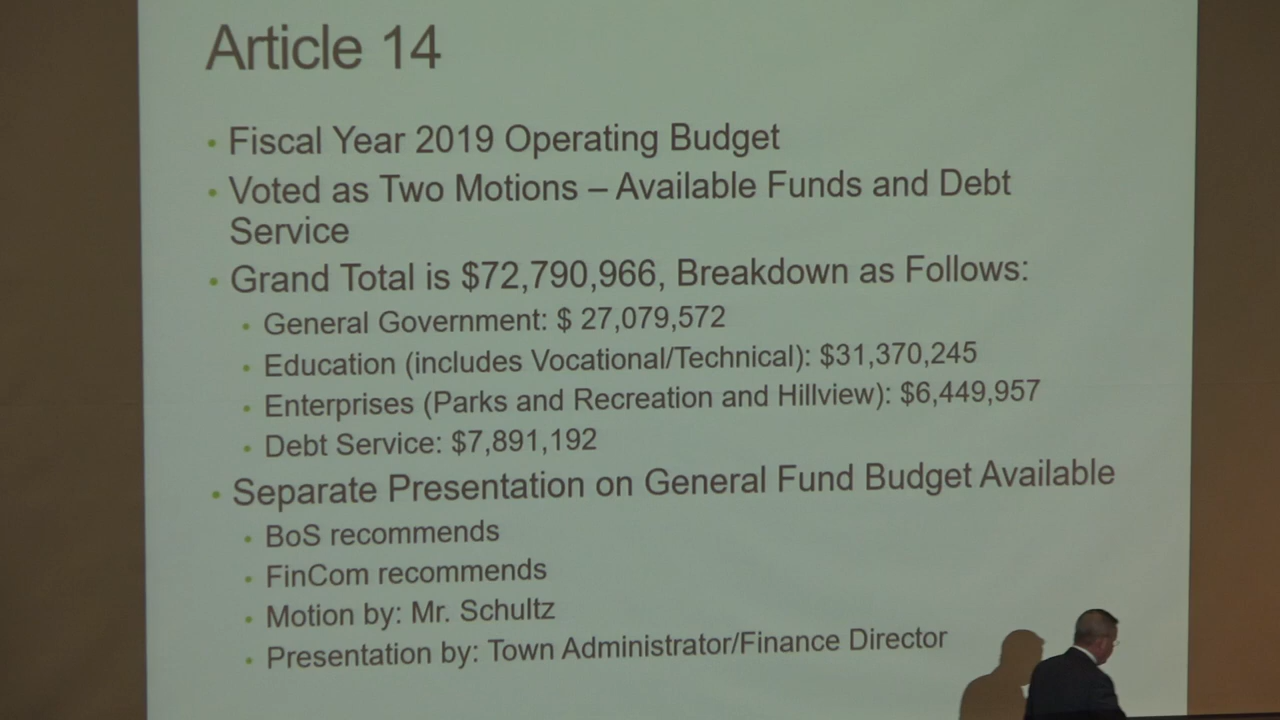 Article 14
• Fiscal Year 2019 Operating Budget
• Voted as Two Motions – Available Funds and Debt
Service
• Grand Total is $72,790,966, Breakdown as Follows:
• General Government: $ 27,079,572
• Education (includes Vocational/Technical): $31,370,245
• Enterprises (Parks and Recreation and Hillview): $6,449,957
• Debt Service: $7,891,192
• Separate Presentation on General Fund Budget Available
• BoS recommends
• FinCom recommends
• Motion by: Mr. Schultz
• Presentation by: Town Administrator/Finance Director